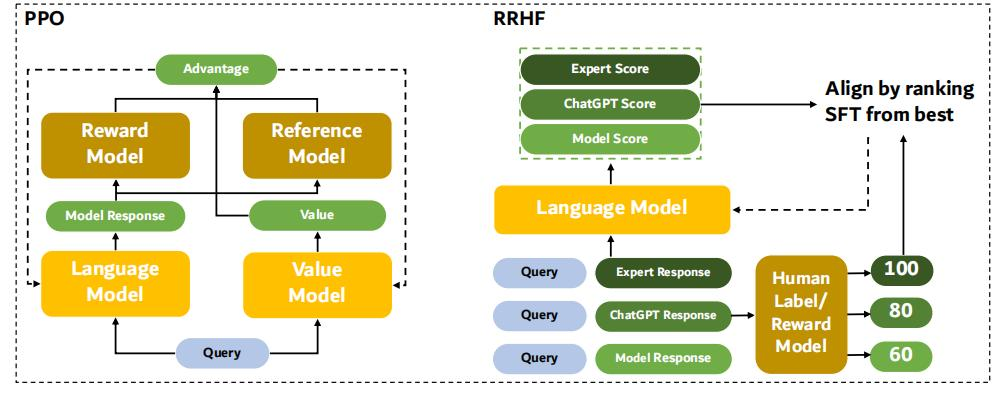 PPO
Advantage
Reward
Model
Reference
Model
Model Response
Value
Language
Model
Value
Model
Query
RRHF
Expert Score
ChatGPT Score
Model Score
Align by ranking
SFT from best
Language Model
Query
Expert Response
Query
ChatGPT Response
Query
Model Response
Human
Label/
Reward
Model
100
80
60